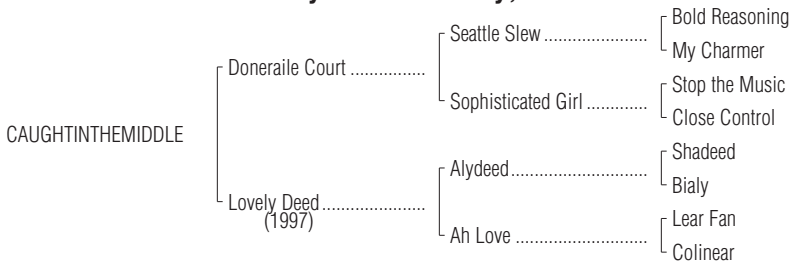 Bold Reasoning
Seattle Slew ......................
My Charmer
Doneraile Court ................
Stop the Music
Sophisticated Girl .............
Close Control
CAUGHTINTHEMIDDLE
Shadeed
Alydeed.............................
Bialy
Lovely Deed ......................
(1997)
Lear Fan
Ah Love ............................
Colinear